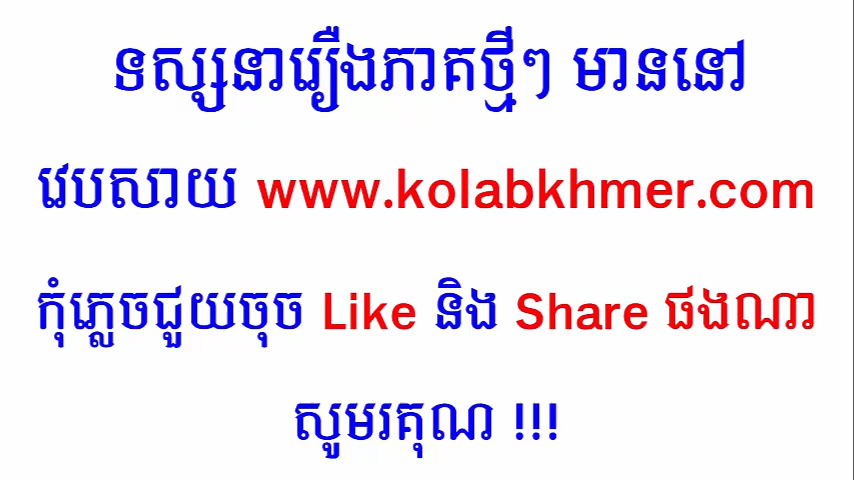 ទស្សនារឿងភាគថ្មីៗ មាននៅ
វេបសាយ www.kolabkhmer.com
កុំភ្លេចជួយចុច Like និង Share ផងណា
សូមរគុណ !!!